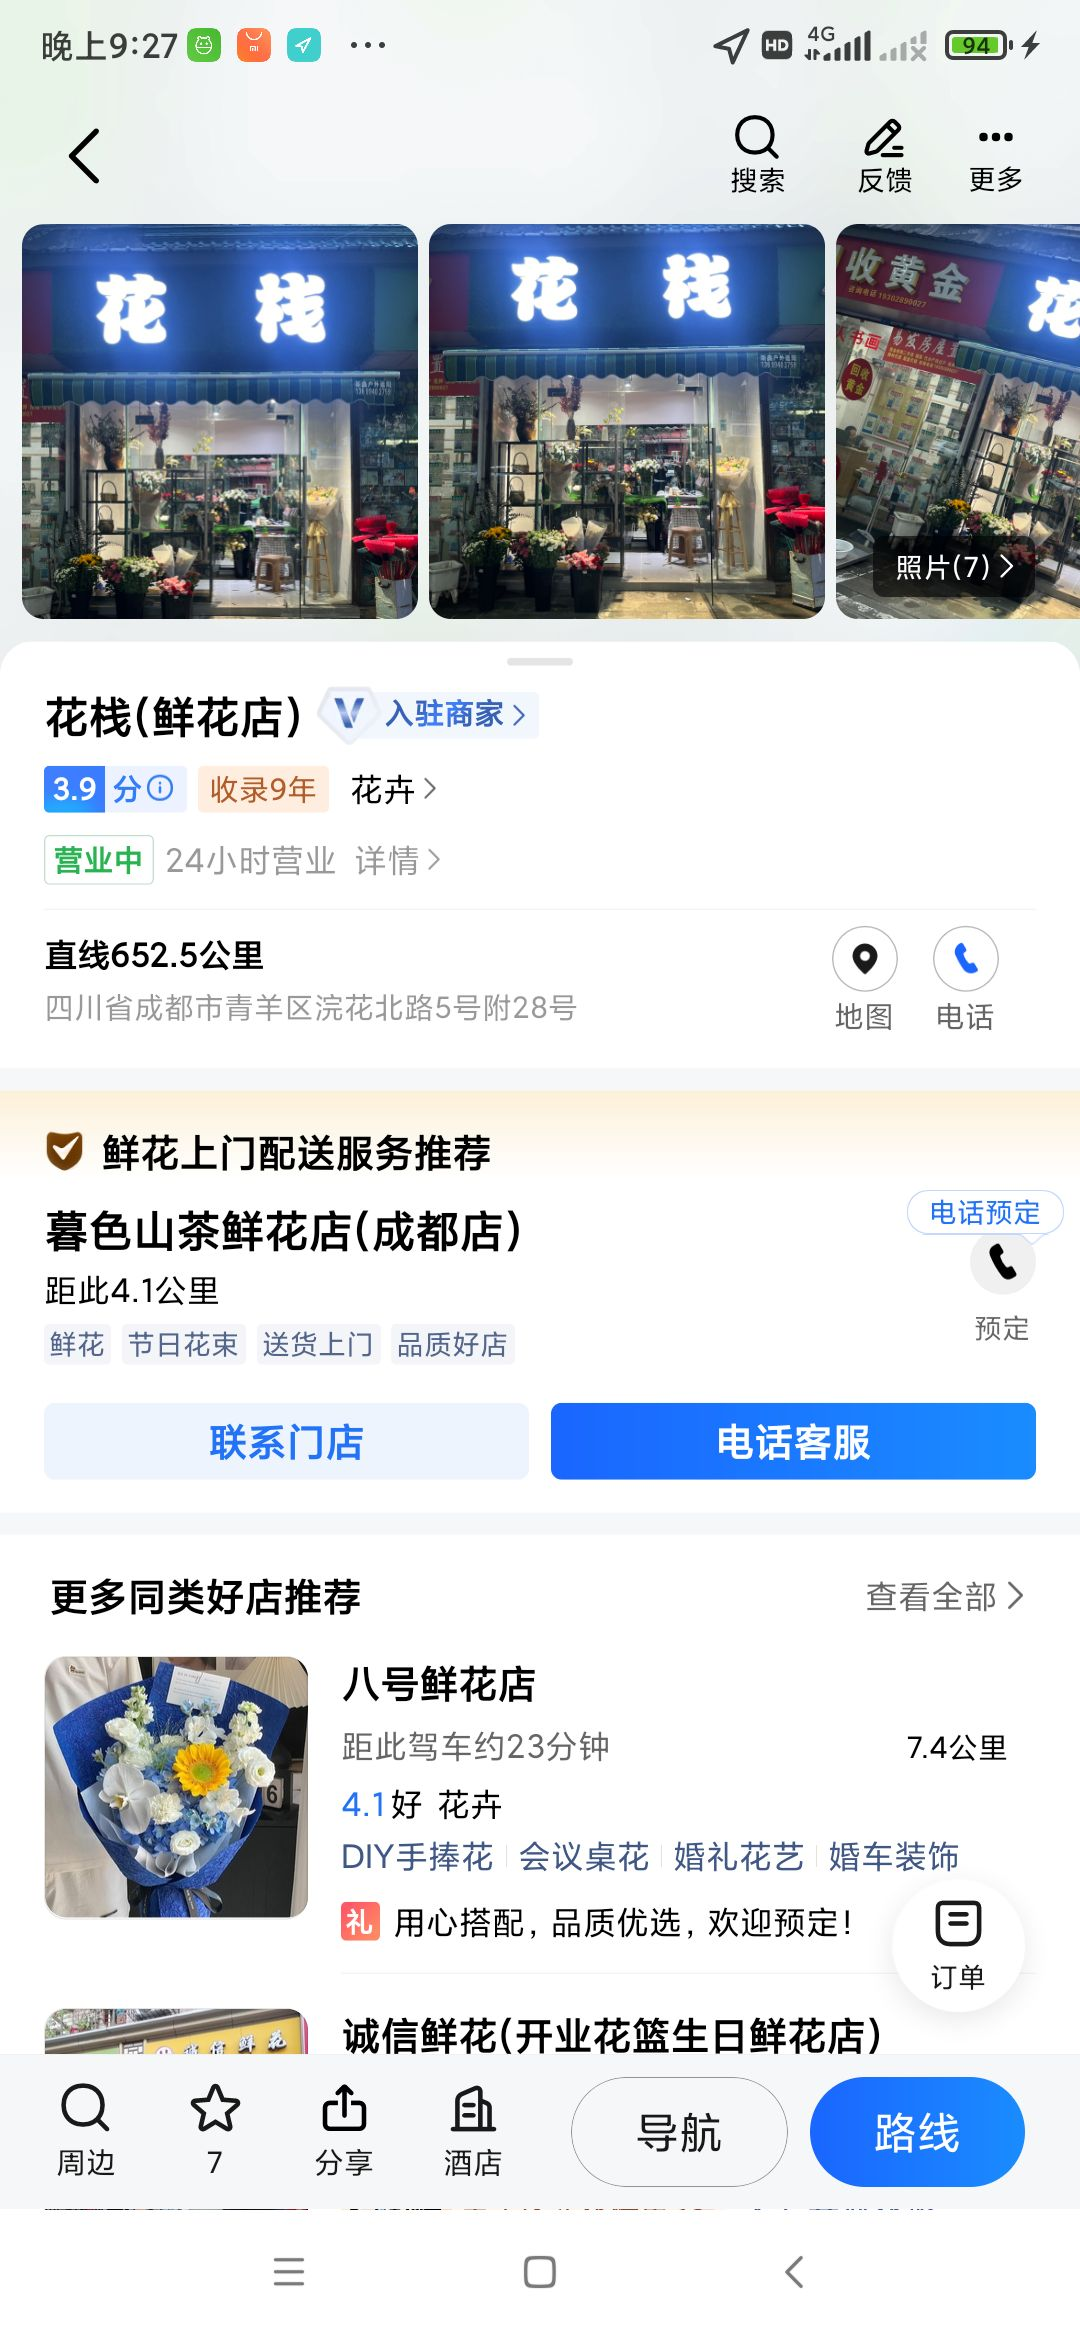 晚上9:27
HD
4G
94
搜索
反馈
更多
花 栈
花 栈
收黄金
咨询电话 19302899027
花
回收
黄金
照片(7)
花栈(鲜花店)
入驻商家
3.9 分
收录9年
花卉
营业中
24小时营业 详情
直线652.5公里
四川省成都市青羊区浣花北路5号附28号
地图
电话
鲜花上门配送服务推荐
暮色山茶鲜花店(成都店)
电话预定
距此4.1公里
预定
鲜花 节日花束 送货上门 品质好店
联系门店
电话客服
更多同类好店推荐
查看全部
八号鲜花店
距此驾车约23分钟
7.4公里
4.1好 花卉
DIY手捧花 会议桌花 婚礼花艺 婚车装饰
礼 用心搭配, 品质优选, 欢迎预定!
订单
诚信鲜花(开业花篮生日鲜花店)
周边
7
分享
酒店
导航
路线